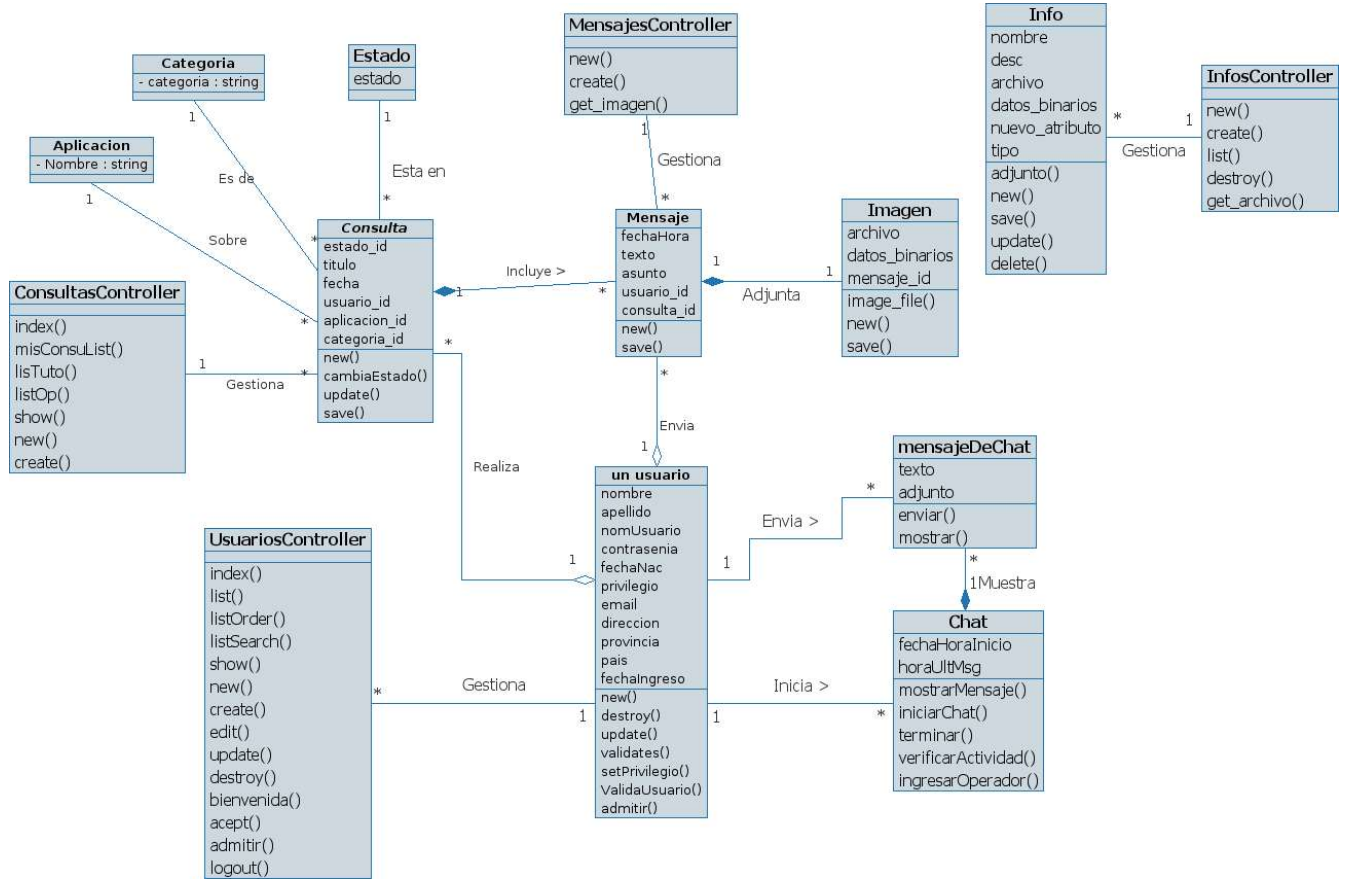 Categoria
- categoria : string
1
Es de
*
Aplicacion
- Nombre : string
1
Sobre
*
Estado
estado
1
Esta en
*
Consulta
estado_id
titulo
fecha
usuario_id
aplicacion_id
categoria_id
new()
cambiaEstado()
update()
save()
ConsultasController
index()
misConsuList()
lisTuto()
listOp()
show()
new()
create()
1
Gestiona
*
1
Incluye >
*
MensajesController
new()
create()
get_imagen()
1
Gestiona
*
Mensaje
fechaHora
texto
asunto
usuario_id
consulta_id
new()
save()
1
Adjunta
1
Imagen
archivo
datos_binarios
mensaje_id
image_file()
new()
save()
Info
nombre
desc
archivo
datos_binarios
nuevo_atributo
tipo
adjunto()
new()
save()
update()
delete()
*
Gestiona
1
InfosController
new()
create()
list()
destroy()
get_archivo()
*
Realiza
1
*
Envia
1
un usuario
nombre
apellido
nomUsuario
contrasenia
fechaNac
privilegio
email
direccion
provincia
pais
fechaIngreso
new()
destroy()
update()
validates()
setPrivilegio()
ValidaUsuario()
admitir()
UsuariosController
index()
list()
listOrder()
listSearch()
show()
new()
create()
edit()
update()
destroy()
bienvenida()
acept()
admitir()
logout()
*
Gestiona
1
1
Envia >
*
mensajeDeChat
texto
adjunto
enviar()
mostrar()
*
1Muestra
Chat
fechaHoraInicio
horaUltMsg
mostrarMensaje()
iniciarChat()
terminar()
verificarActividad()
ingresarOperador()
1
Inicia >
*